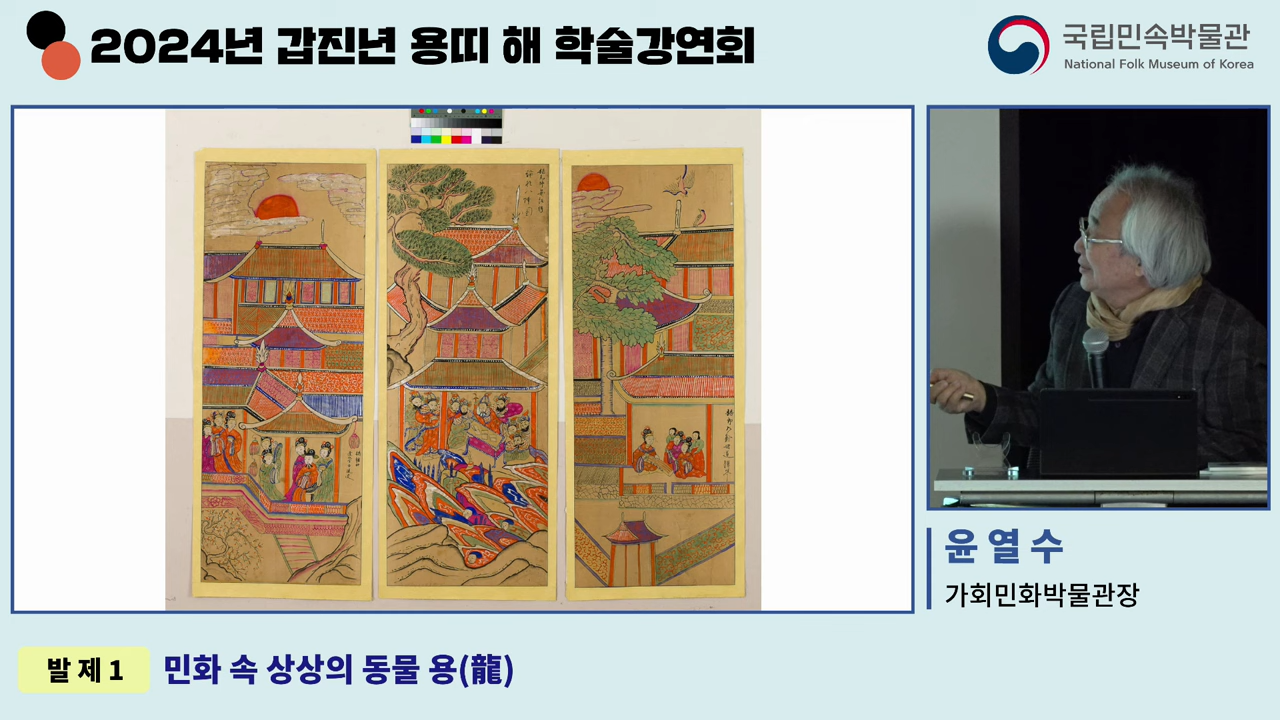 2024년 갑진년 용띠 해 학술강연회
국립민속박물관
National Folk Museum of Korea
윤열수
가회민화박물관장
발제1
민화 속 상상의 동물 용(龍)